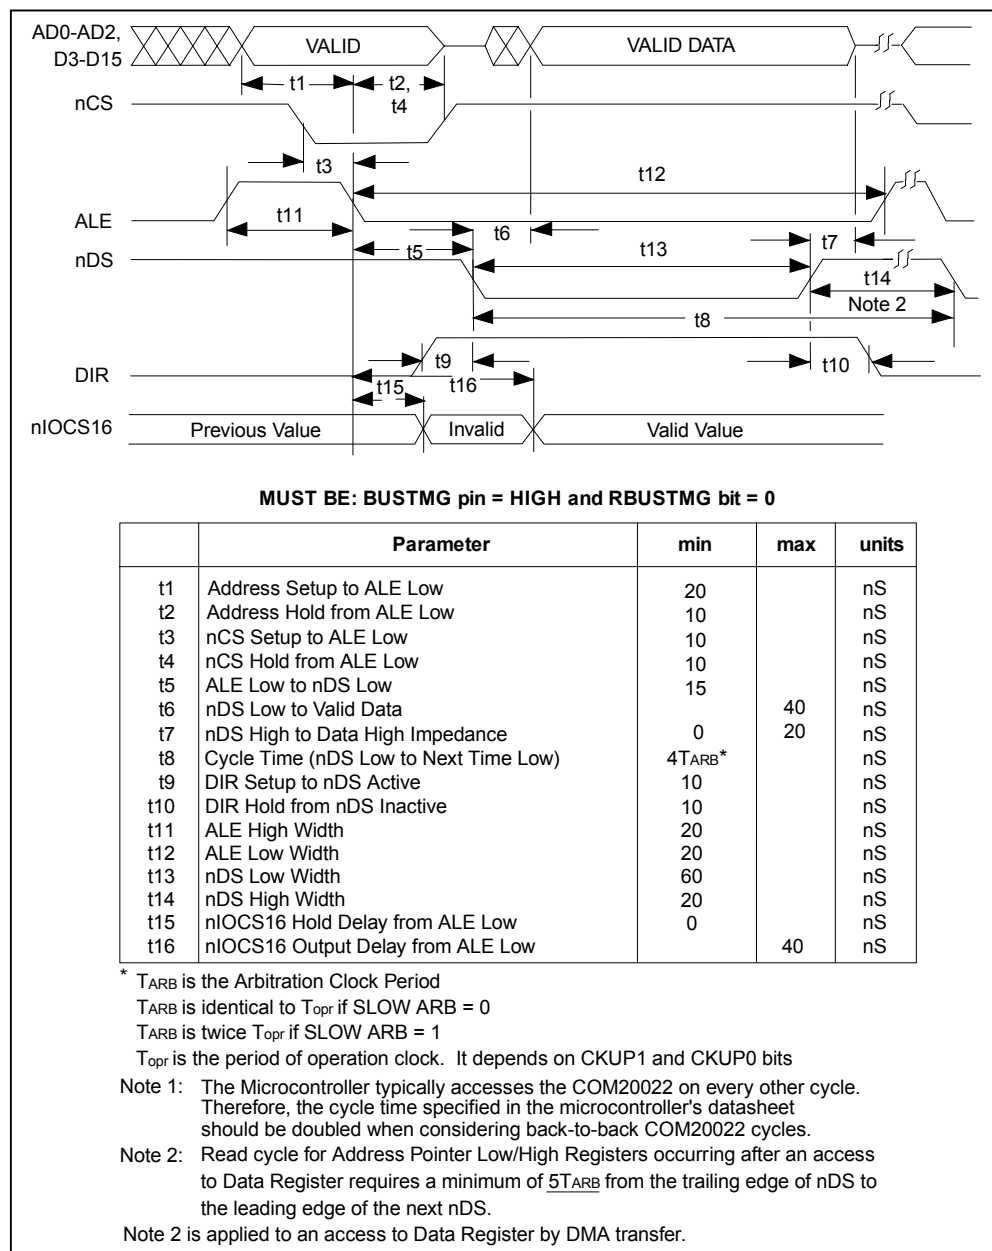 AD0-AD2,
D3-D15
VALID
VALID DATA
t1
t2,
t4
nCS
t3
t12
ALE
t11
t6
t7
t5
nDS
t13
t14
Note 2
t8
t9
t10
DIR
t15
t16
nIOCS16
Previous Value
Invalid
Valid Value
MUST BE: BUSTMG pin = HIGH and RBUSTMG bit = 0
Parameter min max units
t1 Address Setup to ALE Low 20 nS
t2 Address Hold from ALE Low 10 nS
t3 nCS Setup to ALE Low 10 nS
t4 nCS Hold from ALE Low 10 nS
t5 ALE Low to nDS Low 15 nS
t6 nDS Low to Valid Data 40 nS
t7 nDS High to Data High Impedance 0 20 nS
t8 Cycle Time (nDS Low to Next Time Low) 4TARB* nS
t9 DIR Setup to nDS Active 10 nS
t10 DIR Hold from nDS Inactive 10 nS
t11 ALE High Width 20 nS
t12 ALE Low Width 20 nS
t13 nDS Low Width 60 nS
t14 nDS High Width 20 nS
t15 nIOCS16 Hold Delay from ALE Low 0 nS
t16 nIOCS16 Output Delay from ALE Low 40 nS
* TARB is the Arbitration Clock Period
TARB is identical to Topr if SLOW ARB = 0
TARB is twice Topr if SLOW ARB = 1
Topr is the period of operation clock. It depends on CKUP1 and CKUP0 bits
Note 1: The Microcontroller typically accesses the COM20022 on every other cycle.
Therefore, the cycle time specified in the microcontroller's datasheet
should be doubled when considering back-to-back COM20022 cycles.
Note 2: Read cycle for Address Pointer Low/High Registers occurring after an access
to Data Register requires a minimum of 5TARB from the trailing edge of nDS to
the leading edge of the next nDS.
Note 2 is applied to an access to Data Register by DMA transfer.